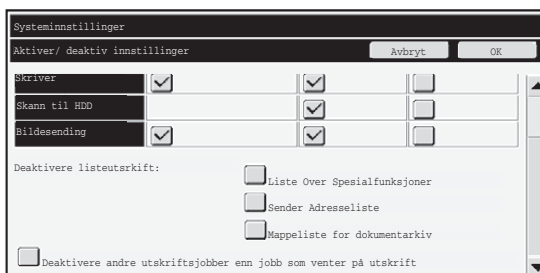 Systeminnstillinger
Aktiver/ deaktiv innstillinger Avbryt OK
Skriver
Skann til HDD
Bildesending
Deaktivere listeutskrift:
Liste Over Spesialfunksjoner
Sender Adresseliste
Mappeliste for dokumentarkiv
Deaktivere andre utskriftsjobber enn jobb som venter på utskrift